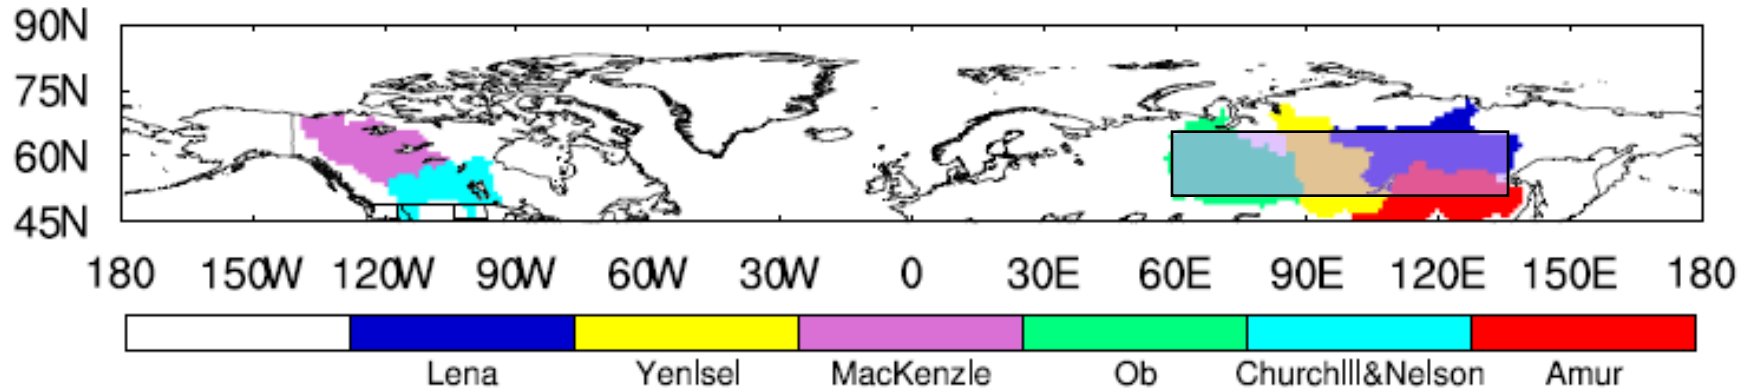 90N
75N
60N
45N
180 150W 120W 90W 60W 30W 0 30E 60E 90E 120E 150E 180
Lena YenIsel MacKenzle Ob Churchlll&Nelson Amur